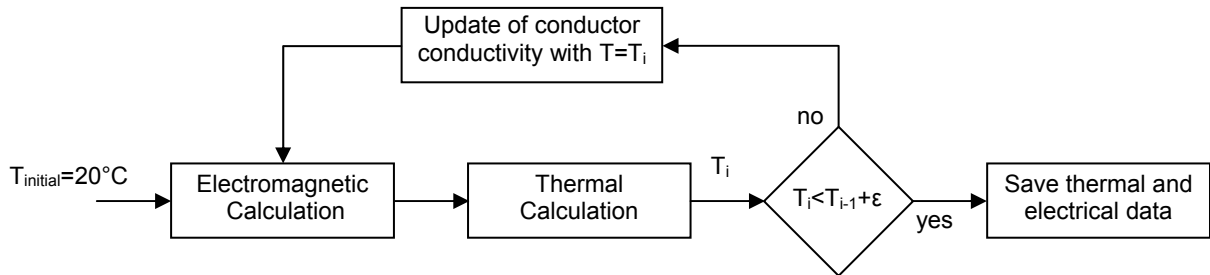 Update of conductor
conductivity with T=Tᵢ
no
T_initial=20°C
Electromagnetic
Calculation
Thermal
Calculation
Tᵢ
Tᵢ<Tᵢ₋₁+ε
yes
Save thermal and
electrical data